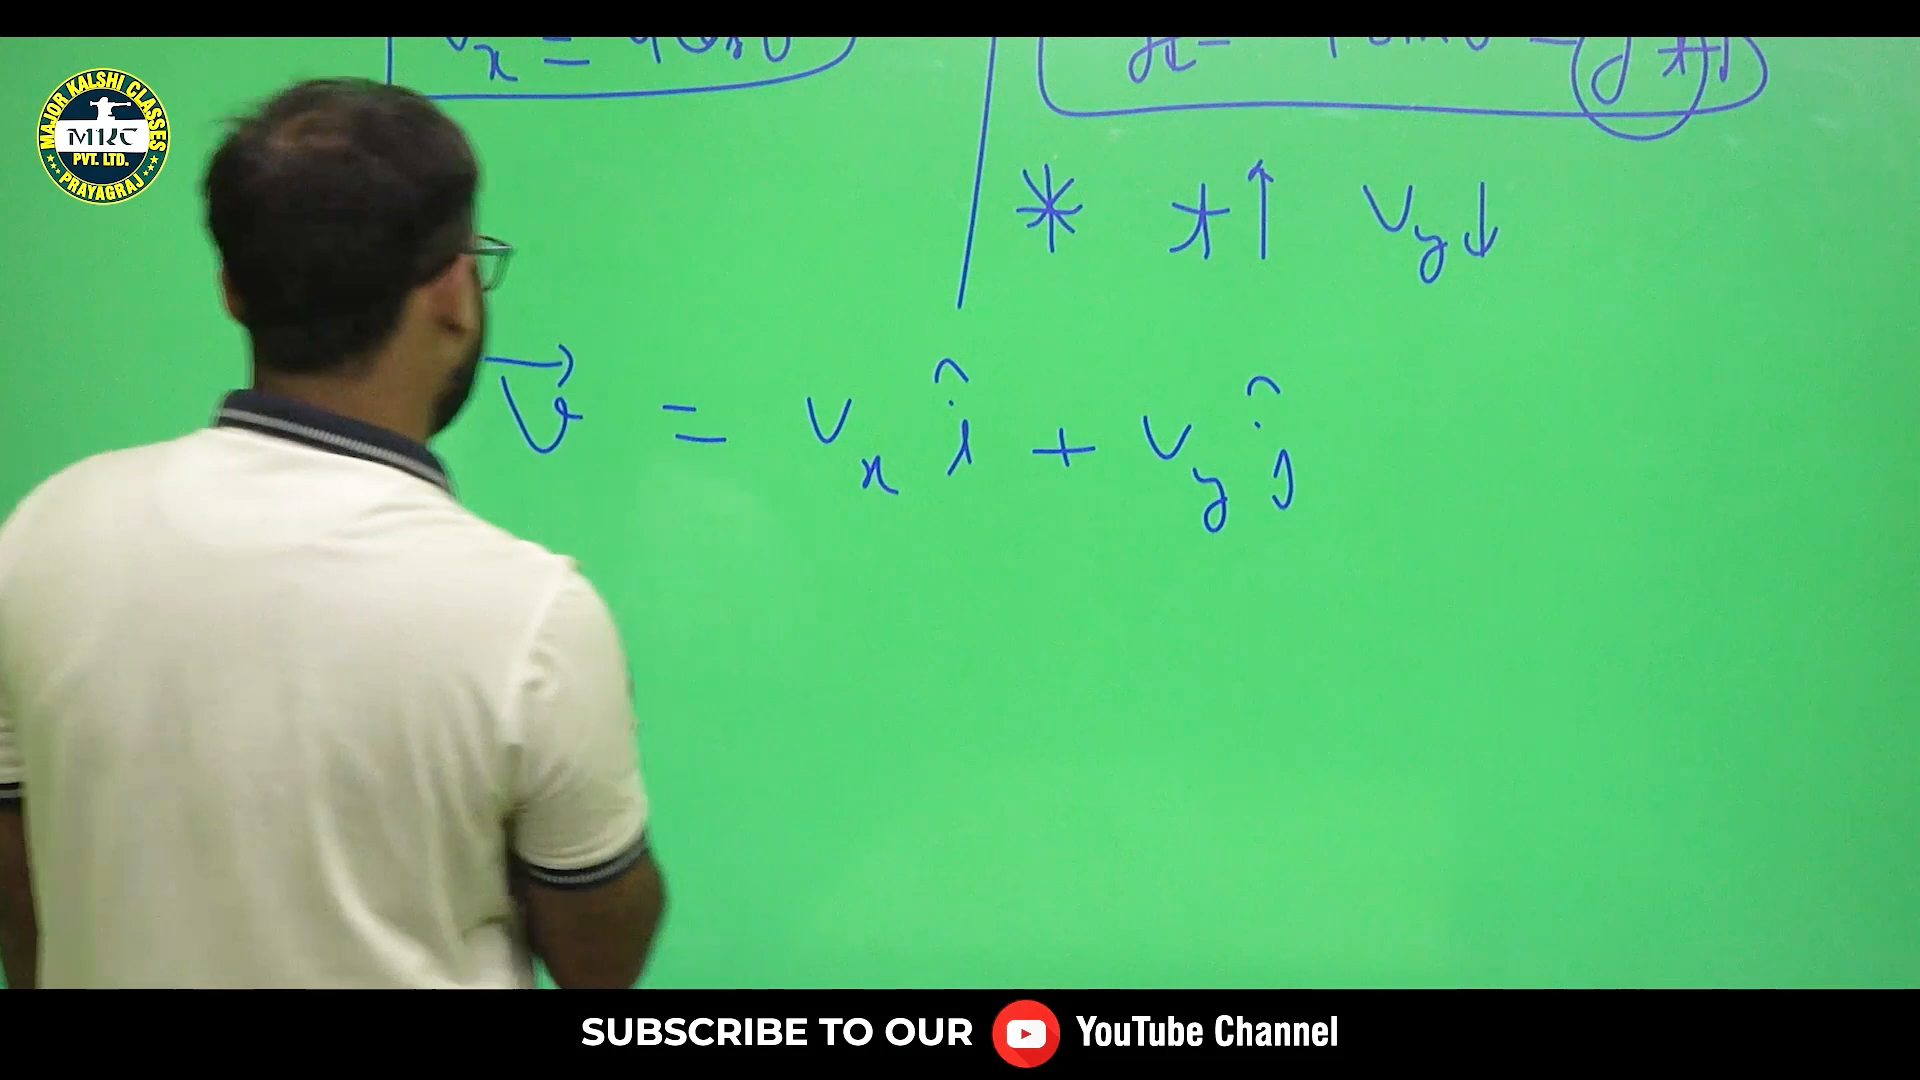 MAJOR KALSHI CLASSES
MKC
PVT. LTD.
PRAYAGRAJ
* t↑ Vy↓
V⃗ = Vx î + Vy ĵ
SUBSCRIBE TO OUR YouTube Channel